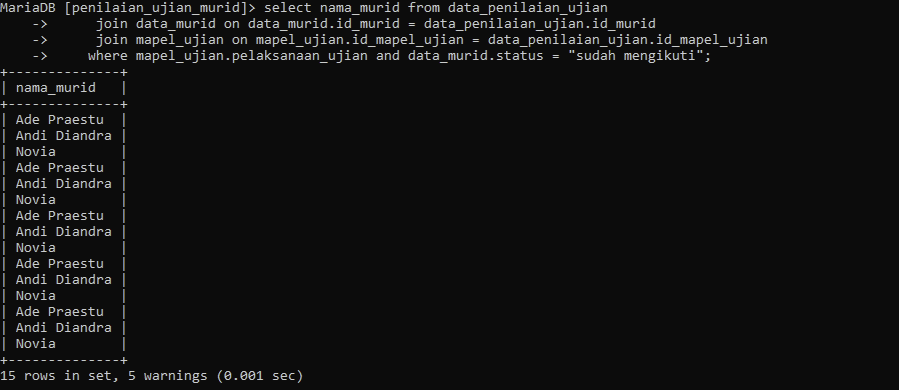 MariaDB [penilaian_ujian_murid]> select nama_murid from data_penilaian_ujian
    ->      join data_murid on data_murid.id_murid = data_penilaian_ujian.id_murid
    ->      join mapel_ujian on mapel_ujian.id_mapel_ujian = data_penilaian_ujian.id_mapel_ujian
    ->     where mapel_ujian.pelaksanaan_ujian and data_murid.status = "sudah mengikuti";
+--------------+
| nama_murid   |
+--------------+
| Ade Praestu  |
| Andi Diandra |
| Novia        |
| Ade Praestu  |
| Andi Diandra |
| Novia        |
| Ade Praestu  |
| Andi Diandra |
| Novia        |
| Ade Praestu  |
| Andi Diandra |
| Novia        |
| Ade Praestu  |
| Andi Diandra |
| Novia        |
+--------------+
15 rows in set, 5 warnings (0.001 sec)